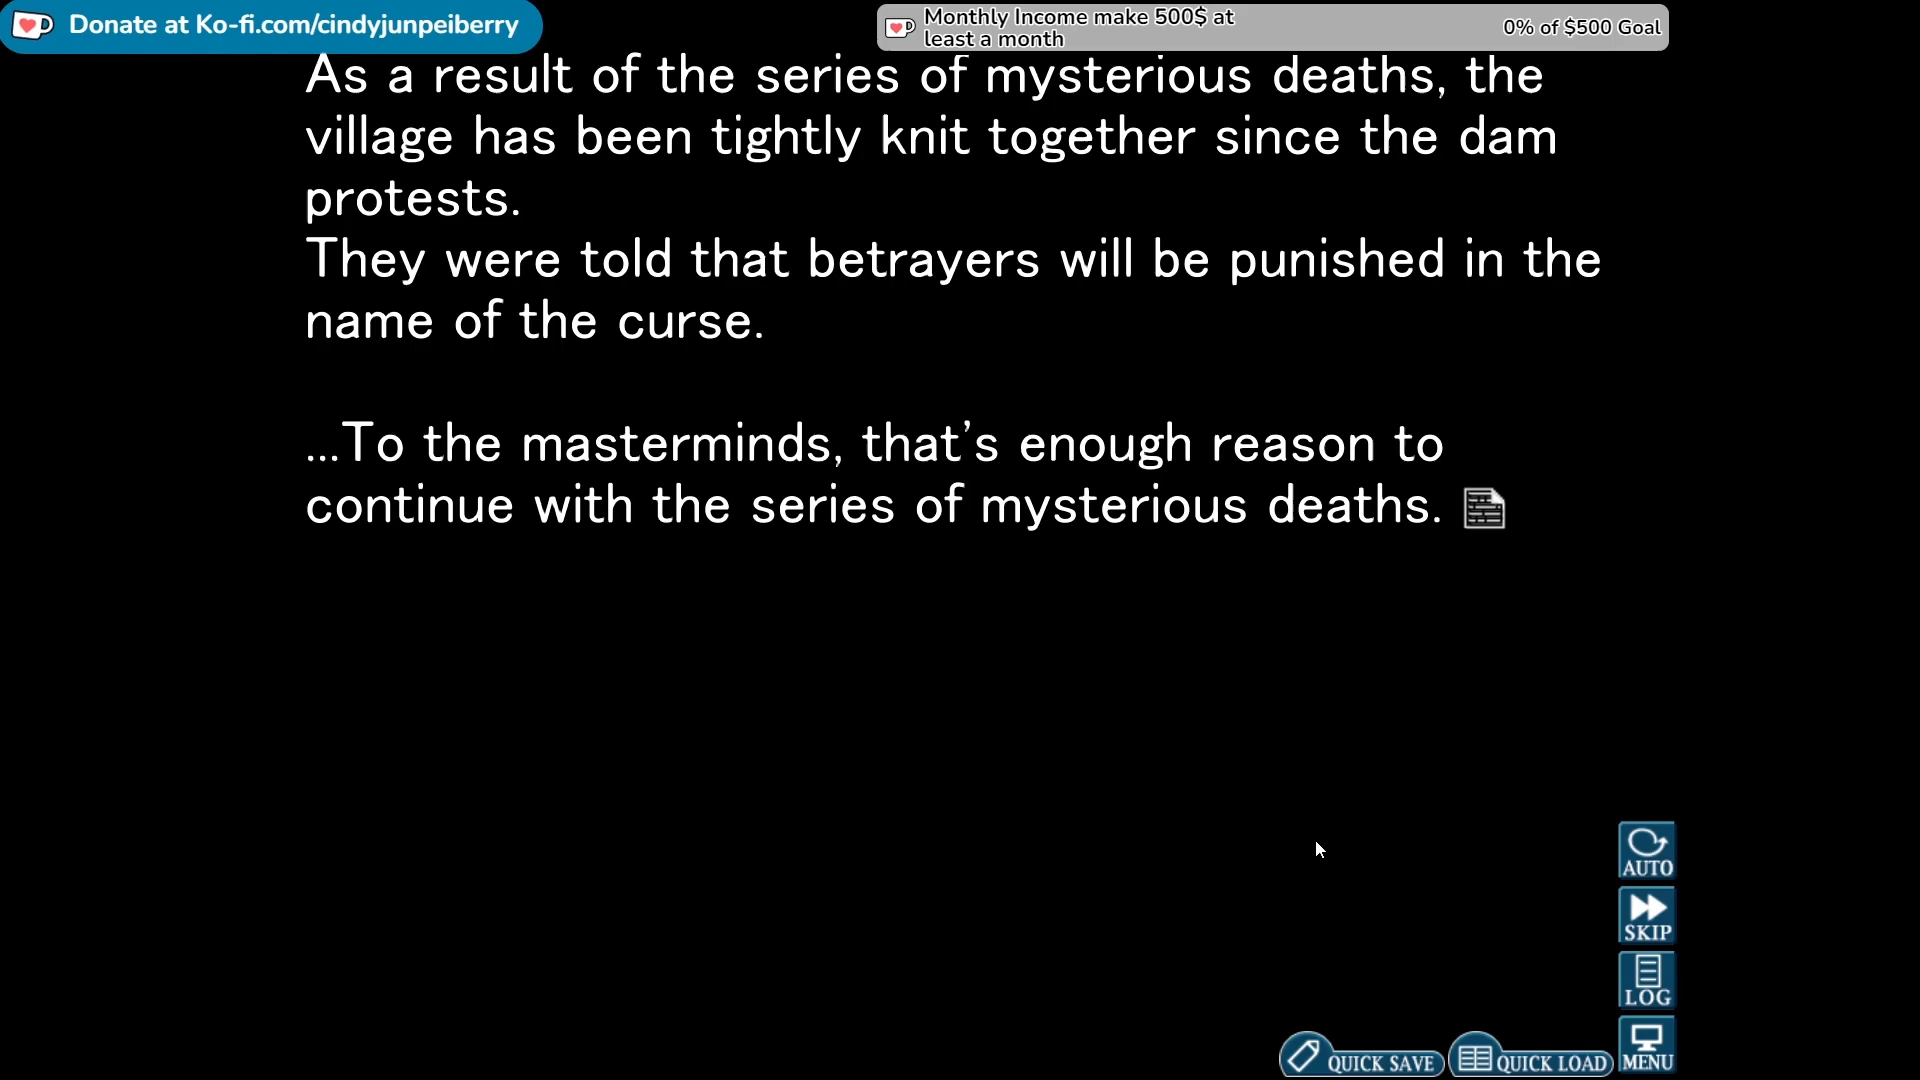 Donate at Ko-fi.com/cindyjunpeiberry
Monthly Income make 500$ at
least a month
0% of $500 Goal
As a result of the series of mysterious deaths, the
village has been tightly knit together since the dam
protests.
They were told that betrayers will be punished in the
name of the curse.
...To the masterminds, that's enough reason to
continue with the series of mysterious deaths.
AUTO
SKIP
LOG
MENU
QUICK SAVE
QUICK LOAD